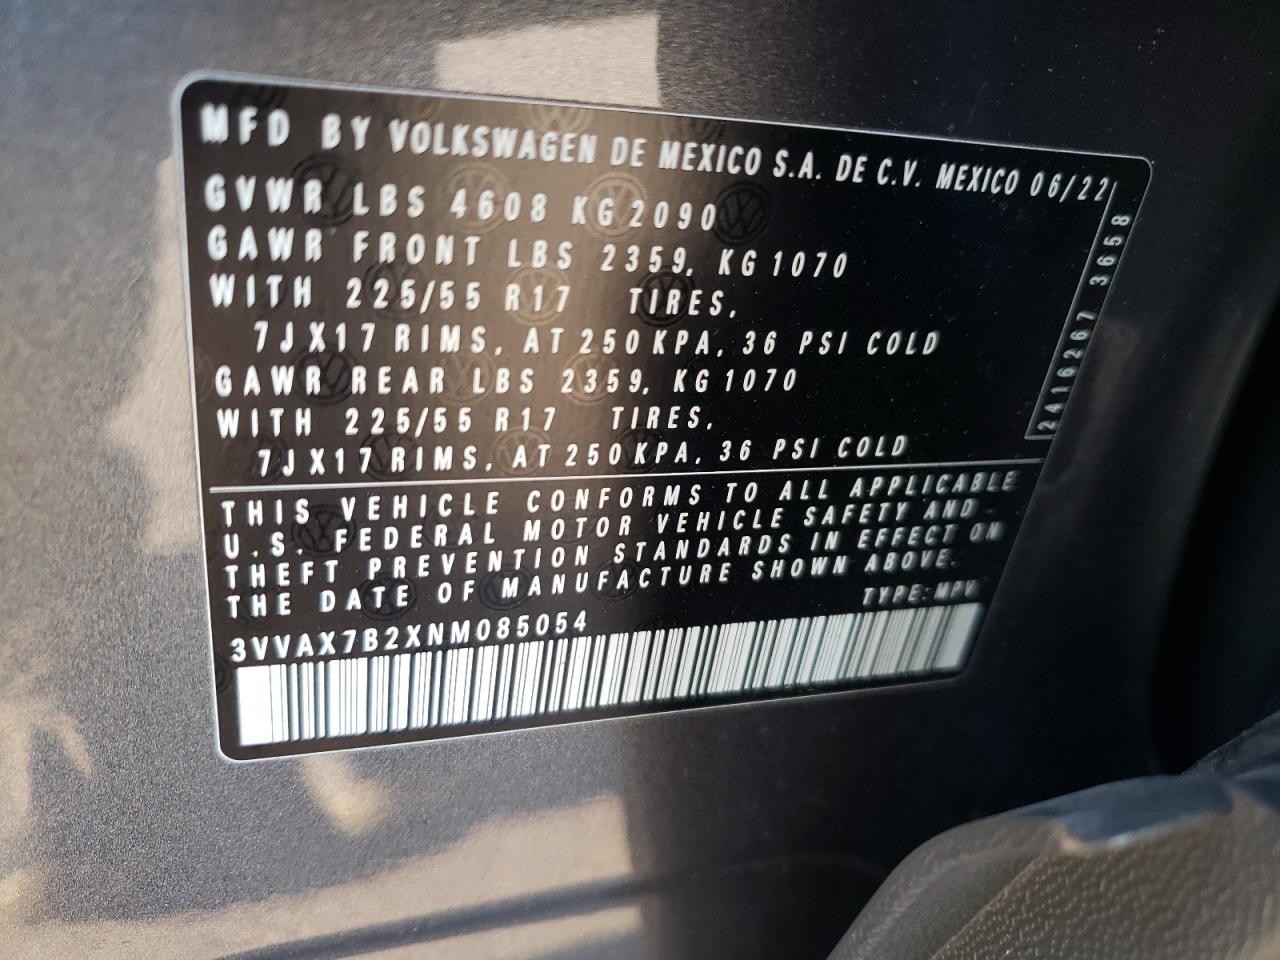 MFD BY VOLKSWAGEN DE MEXICO S.A. DE C.V. MEXICO 06/22
GVWR LBS 4608 KG 2090
GAWR FRONT LBS 2359, KG 1070
WITH 225/55 R17 TIRES,
7JX17 RIMS, AT 250 KPA, 36 PSI COLD
GAWR REAR LBS 2359, KG 1070
WITH 225/55 R17 TIRES,
7JX17 RIMS, AT 250 KPA, 36 PSI COLD
2416267 3658
THIS VEHICLE CONFORMS TO ALL APPLICABLE
U.S. FEDERAL MOTOR VEHICLE SAFETY AND
THEFT PREVENTION STANDARDS IN EFFECT ON
THE DATE OF MANUFACTURE SHOWN ABOVE.
TYPE: MPV
3VVAX7B2XNM085054